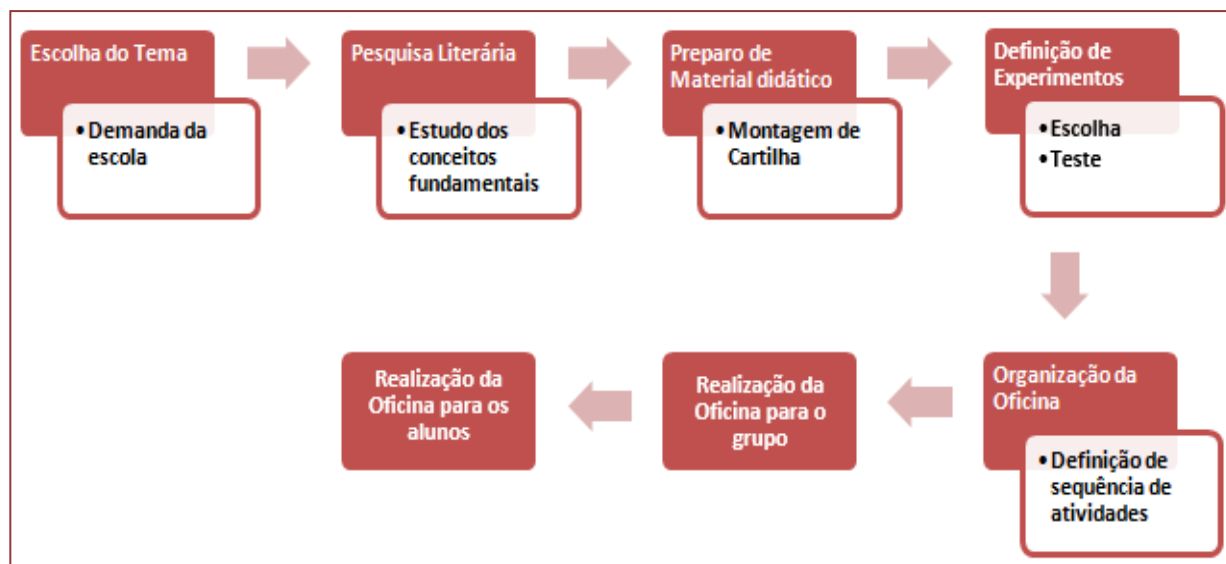 Escolha do Tema
• Demanda da
escola
Pesquisa Literária
• Estudo dos
conceitos
fundamentais
Preparo de
Material didático
• Montagem de
Cartilha
Definição de
Experimentos
• Escolha
• Teste
Organização da
Oficina
• Definição de
sequência de
atividades
Realização da
Oficina para o
grupo
Realização da
Oficina para os
alunos